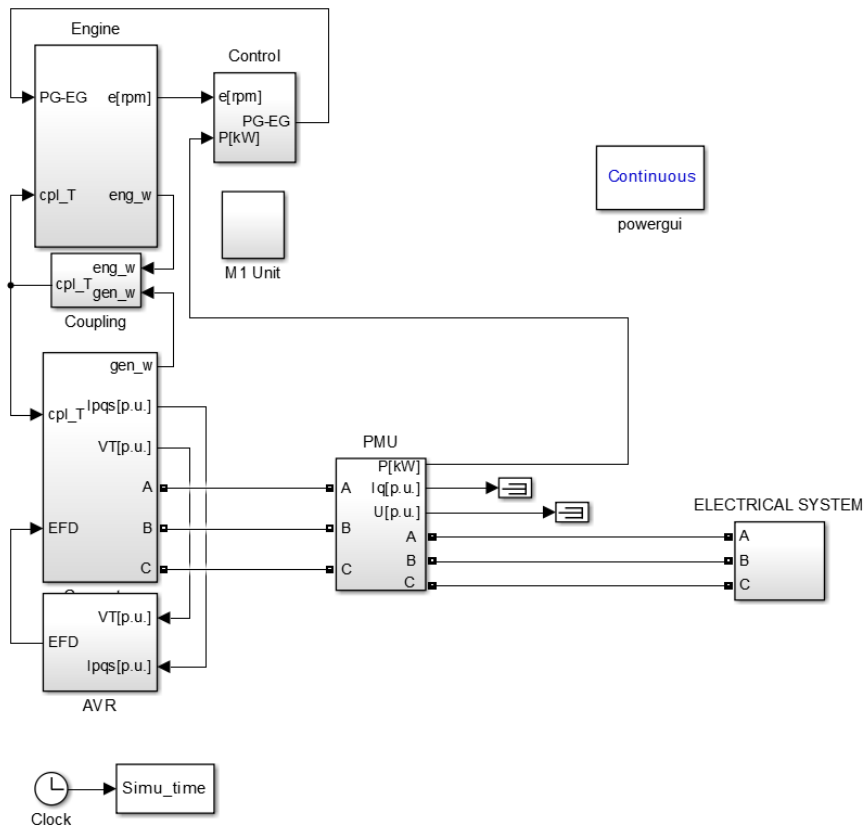 Engine
PG-EG
e[rpm]
cpl_T
eng_w
Control
e[rpm]
PG-EG
P[kW]
M1 Unit
Continuous
powergui
eng_w
cpl_T
gen_w
Coupling
gen_w
Ipqs[p.u.]
cpl_T
VT[p.u.]
A
B
EFD
C
VT[p.u.]
EFD
Ipqs[p.u.]
AVR
PMU
P[kW]
A
Iq[p.u.]
U[p.u.]
B
A
B
C
C
ELECTRICAL SYSTEM
A
B
C
Simu_time
Clock